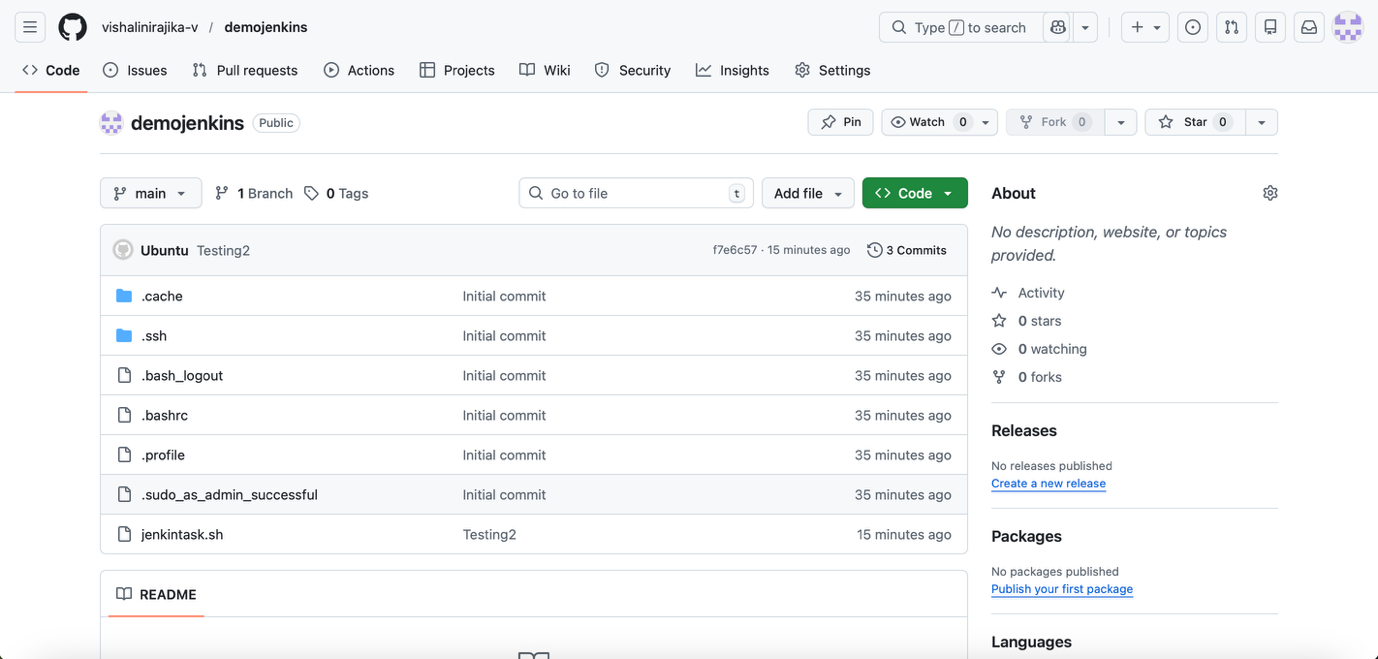 vishalinirajika-v / demojenkins
Type / to search
Code Issues Pull requests Actions Projects Wiki Security Insights Settings
demojenkins Public
Pin Watch 0 Fork 0 Star 0
main 1 Branch 0 Tags Go to file t Add file Code
Ubuntu Testing2 f7e6c57 · 15 minutes ago 3 Commits
.cache Initial commit 35 minutes ago
.ssh Initial commit 35 minutes ago
.bash_logout Initial commit 35 minutes ago
.bashrc Initial commit 35 minutes ago
.profile Initial commit 35 minutes ago
.sudo_as_admin_successful Initial commit 35 minutes ago
jenkintask.sh Testing2 15 minutes ago
README
About
No description, website, or topics
provided.
Activity
0 stars
0 watching
0 forks
Releases
No releases published
Create a new release
Packages
No packages published
Publish your first package
Languages